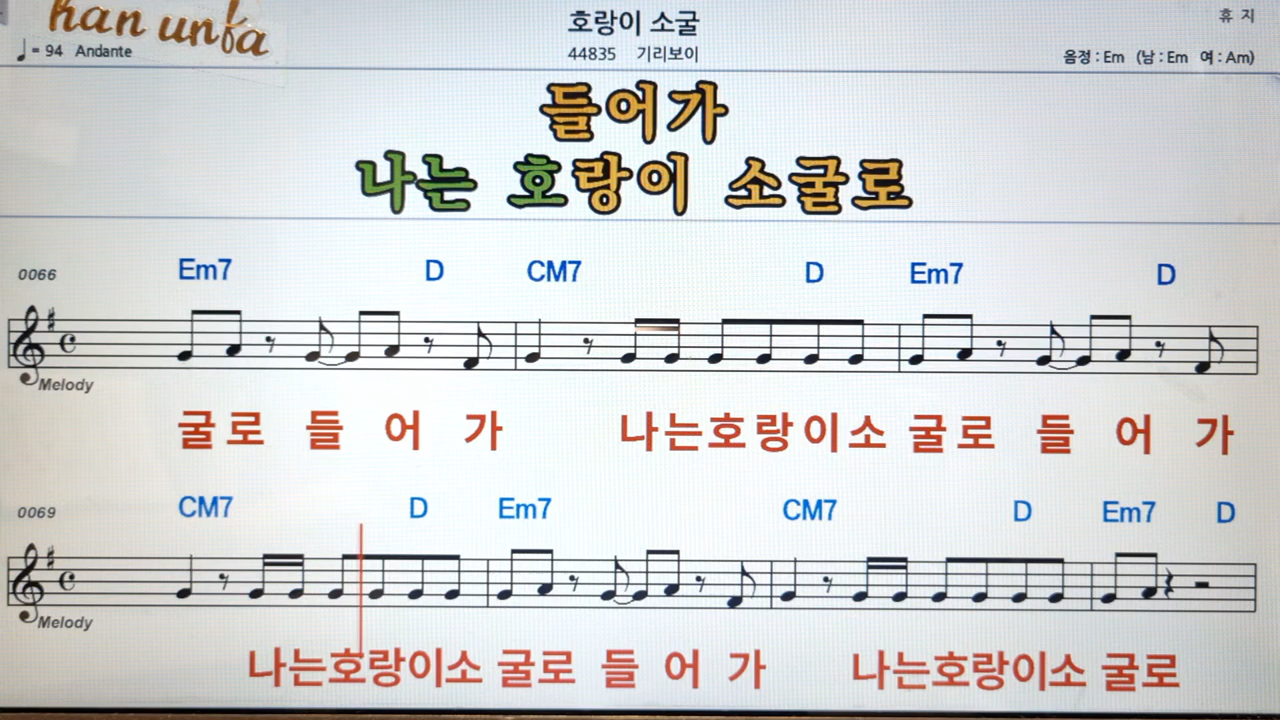 han unfa
호랑이 소굴
휴 지
♩= 94 Andante
44835 기리보이
음정 : Em (남 : Em 여 : Am)
들어가
나는 호랑이 소굴로
0066 Em7 D CM7 D Em7 D
Melody
굴로 들 어 가 나는호랑이소 굴로 들 어 가
0069 CM7 D Em7 CM7 D Em7 D
Melody
나는호랑이소 굴로 들 어 가 나는호랑이소 굴로